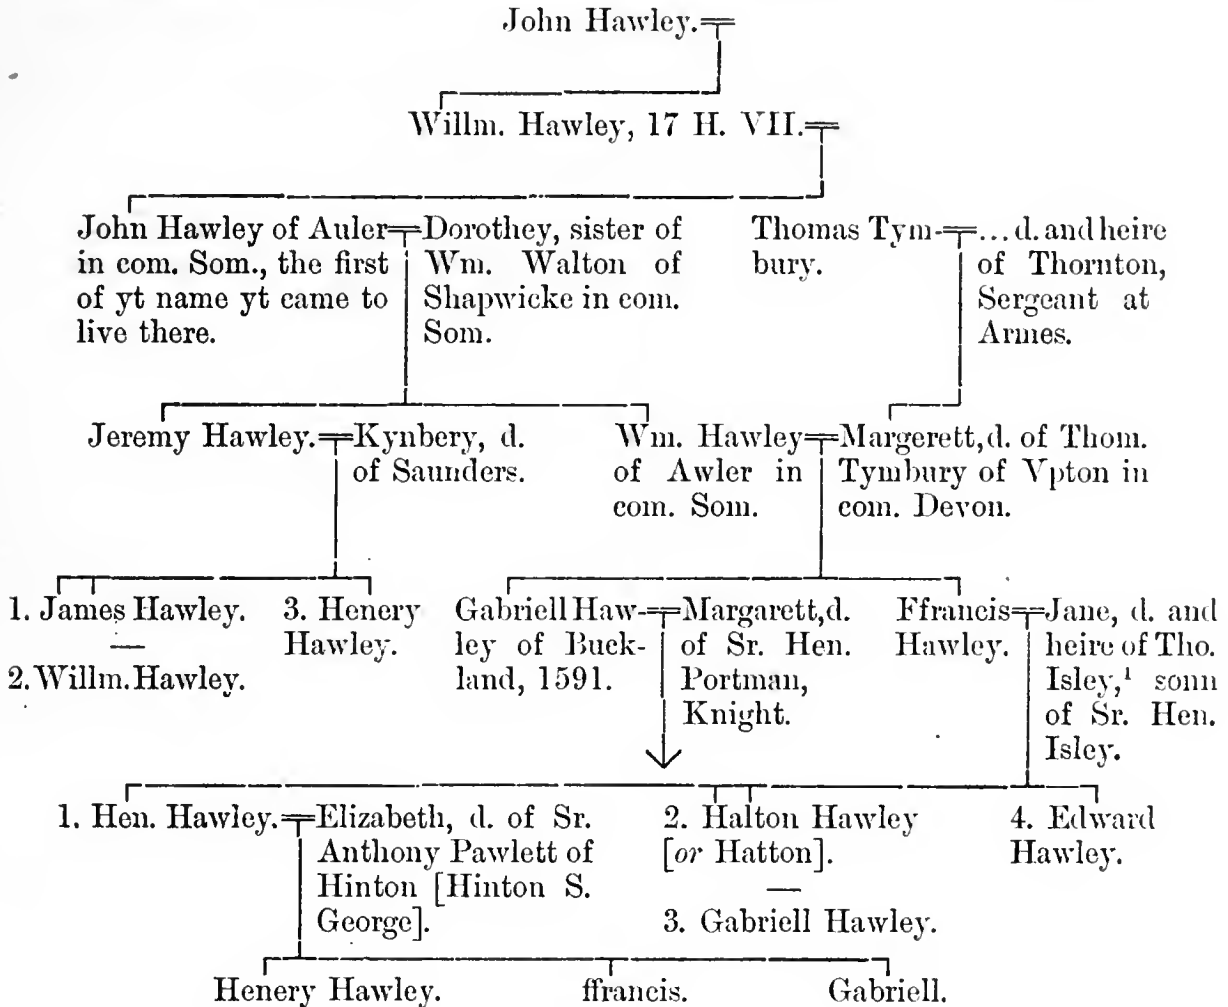 John Hawley.
Willm. Hawley, 17 H. VII.
John Hawley of Auler
in com. Som., the first
of yt name yt came to
live there.
Dorothey, sister of
Wm. Walton of
Shapwicke in com.
Som.
Thomas Tym-
bury.
... d. and heire
of Thornton,
Sergeant at
Armes.
Jeremy Hawley.
Kynbery, d.
of Saunders.
Wm. Hawley
of Awler in
com. Som.
Margerett, d. of Thom.
Tymbury of Vpton in
com. Devon.
1. James Hawley.
—
2. Willm. Hawley.
3. Henery
Hawley.
Gabriell Haw-
ley of Buck-
land, 1591.
Margarett, d.
of Sr. Hen.
Portman,
Knight.
Ffrancis
Hawley.
Jane, d. and
heire of Tho.
Isley,¹ sonn
of Sr. Hen.
Isley.
1. Hen. Hawley.
Elizabeth, d. of Sr.
Anthony Pawlett of
Hinton [Hinton S.
George].
2. Halton Hawley
[or Hatton].
—
3. Gabriell Hawley.
4. Edward
Hawley.
Henery Hawley.
ffrancis.
Gabriell.